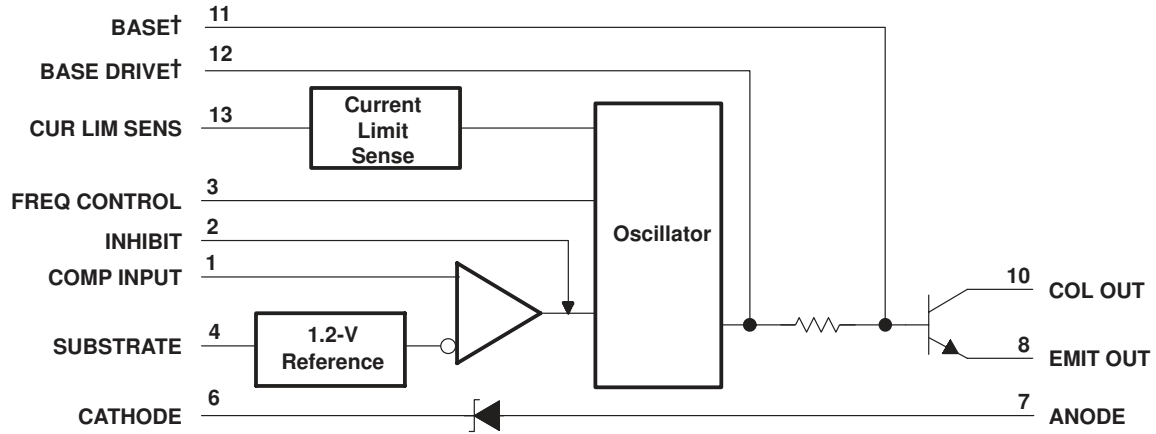 BASE† 11
BASE DRIVE† 12
CUR LIM SENS 13
Current
Limit
Sense
FREQ CONTROL 3
INHIBIT 2
COMP INPUT 1
Oscillator
SUBSTRATE 4
1.2-V
Reference
10 COL OUT
8 EMIT OUT
CATHODE 6
7 ANODE